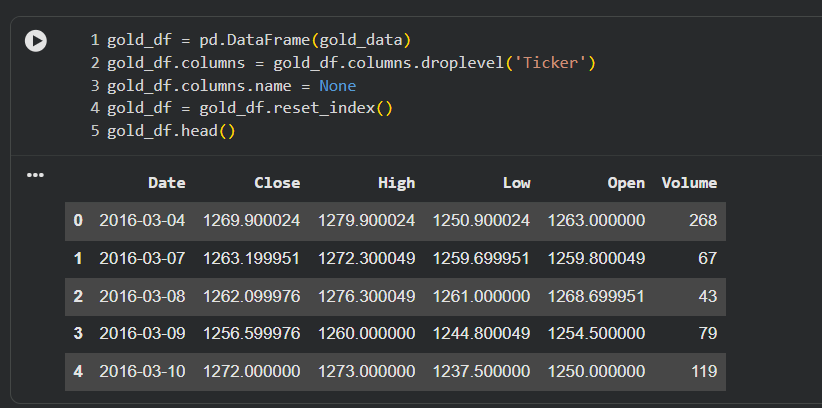 1 gold_df = pd.DataFrame(gold_data)
2 gold_df.columns = gold_df.columns.droplevel('Ticker')
3 gold_df.columns.name = None
4 gold_df = gold_df.reset_index()
5 gold_df.head()
Date Close High Low Open Volume
0 2016-03-04 1269.900024 1279.900024 1250.900024 1263.000000 268
1 2016-03-07 1263.199951 1272.300049 1259.699951 1259.800049 67
2 2016-03-08 1262.099976 1276.300049 1261.000000 1268.699951 43
3 2016-03-09 1256.599976 1260.000000 1244.800049 1254.500000 79
4 2016-03-10 1272.000000 1273.000000 1237.500000 1250.000000 119